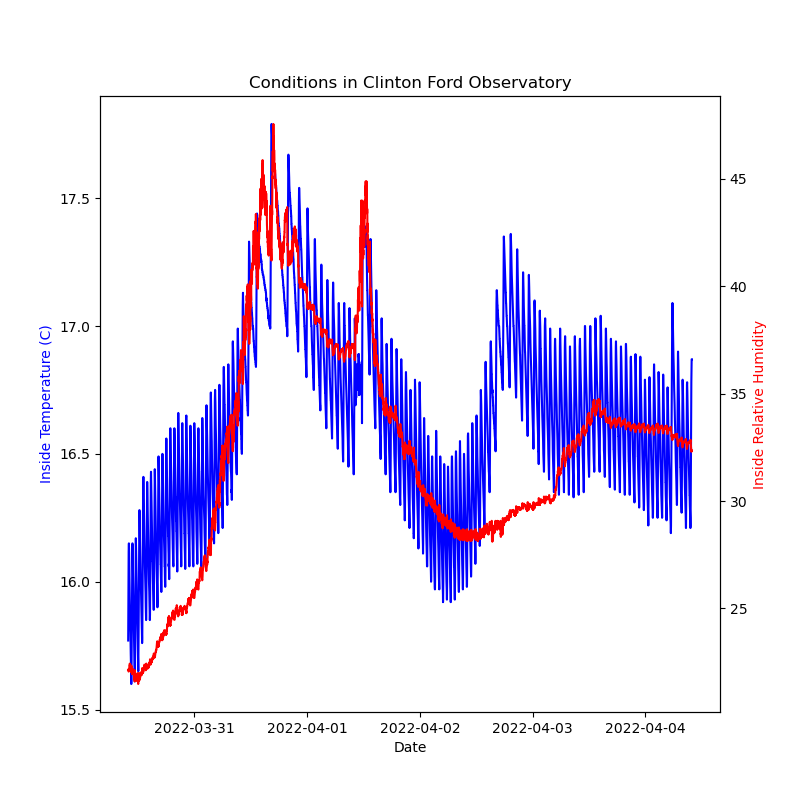 Conditions in Clinton Ford Observatory
Inside Temperature (C)
17.5
17.0
16.5
16.0
15.5
45
40
35
30
25
Inside Relative Humidity
2022-03-31 2022-04-01 2022-04-02 2022-04-03 2022-04-04
Date